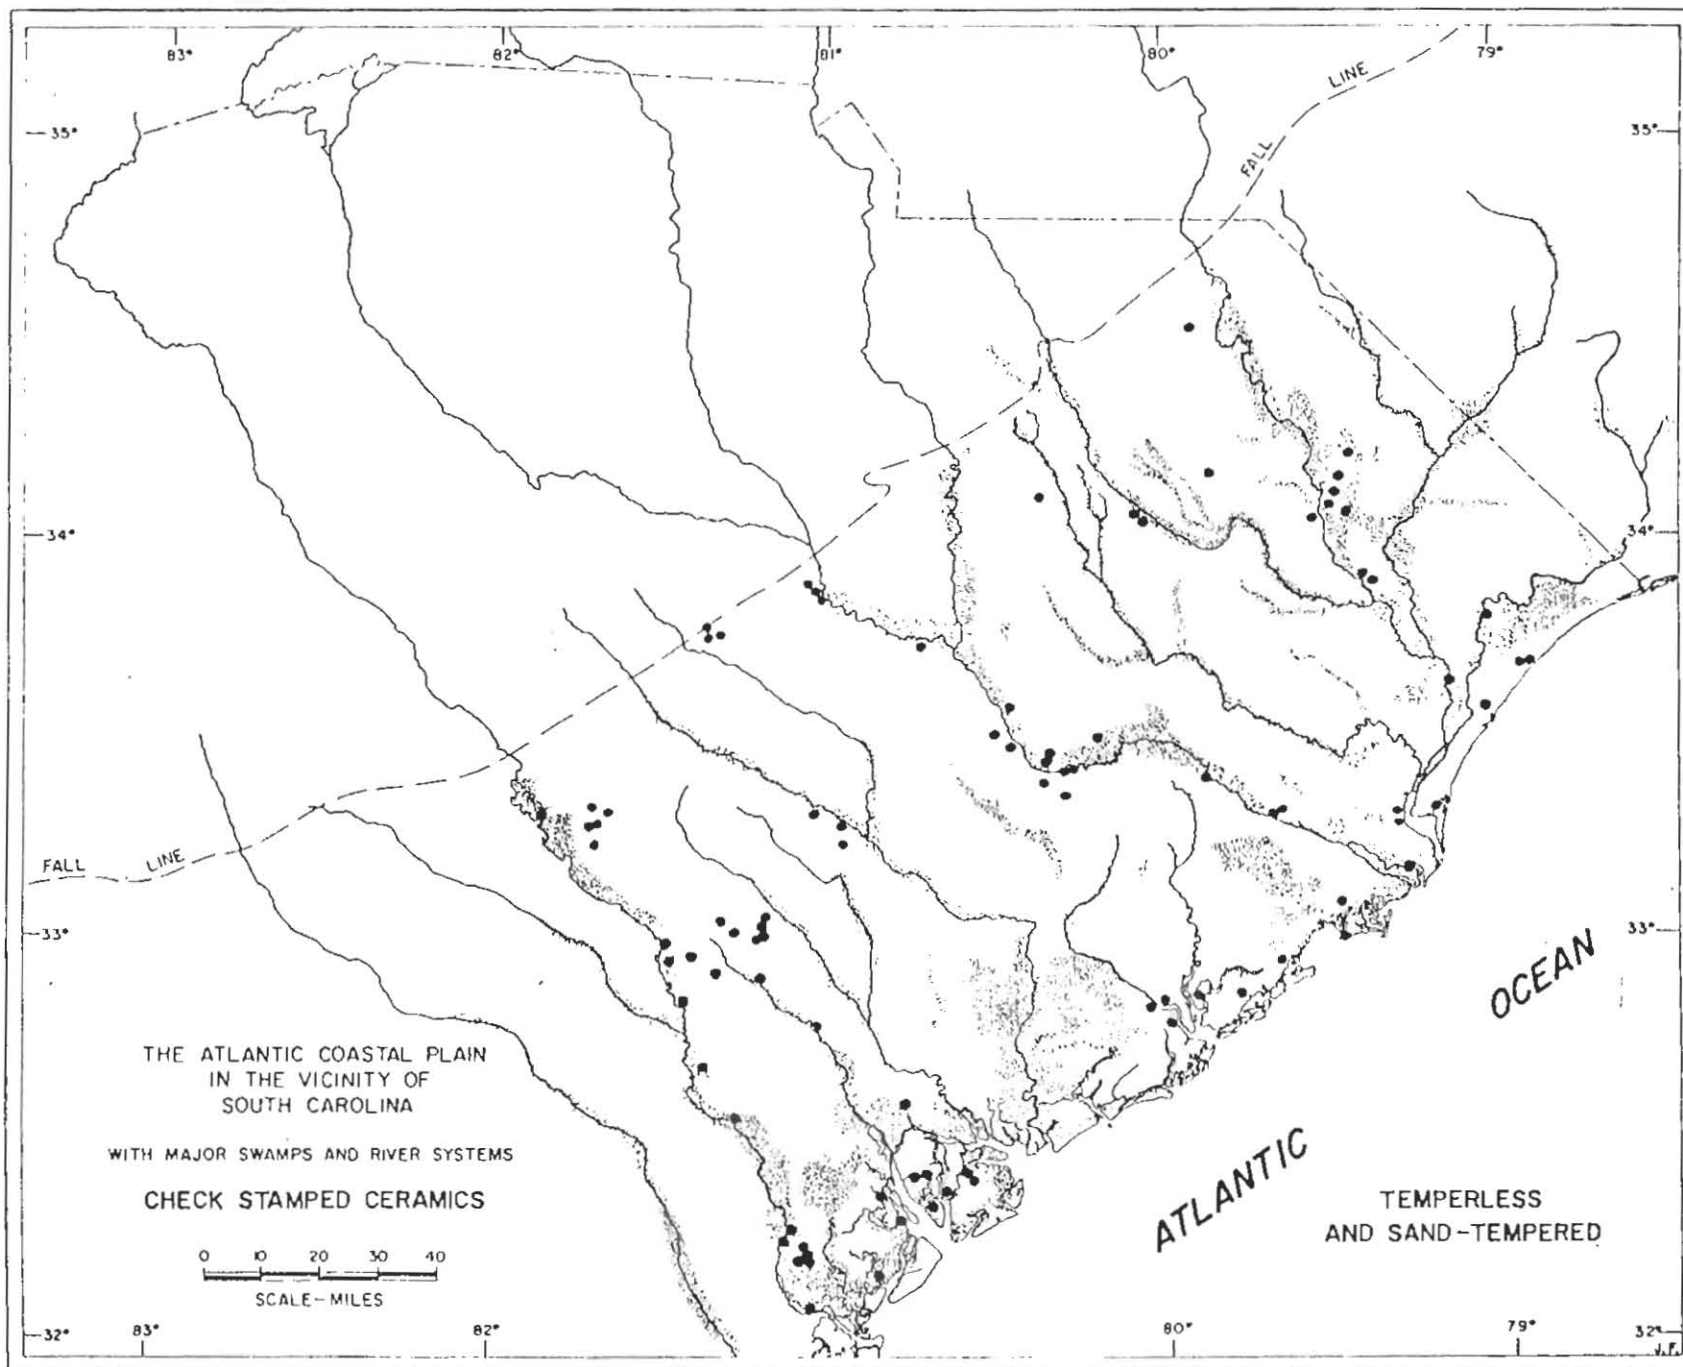 83°
82°
81°
80°
79°
LINE
FALL
35°
35°
34°
34°
FALL
LINE
33°
33°
OCEAN
ATLANTIC
THE ATLANTIC COASTAL PLAIN
IN THE VICINITY OF
SOUTH CAROLINA
WITH MAJOR SWAMPS AND RIVER SYSTEMS
CHECK STAMPED CERAMICS
0 10 20 30 40
SCALE-MILES
TEMPERLESS
AND SAND-TEMPERED
32°
83°
82°
80°
79°
32°
J.F.